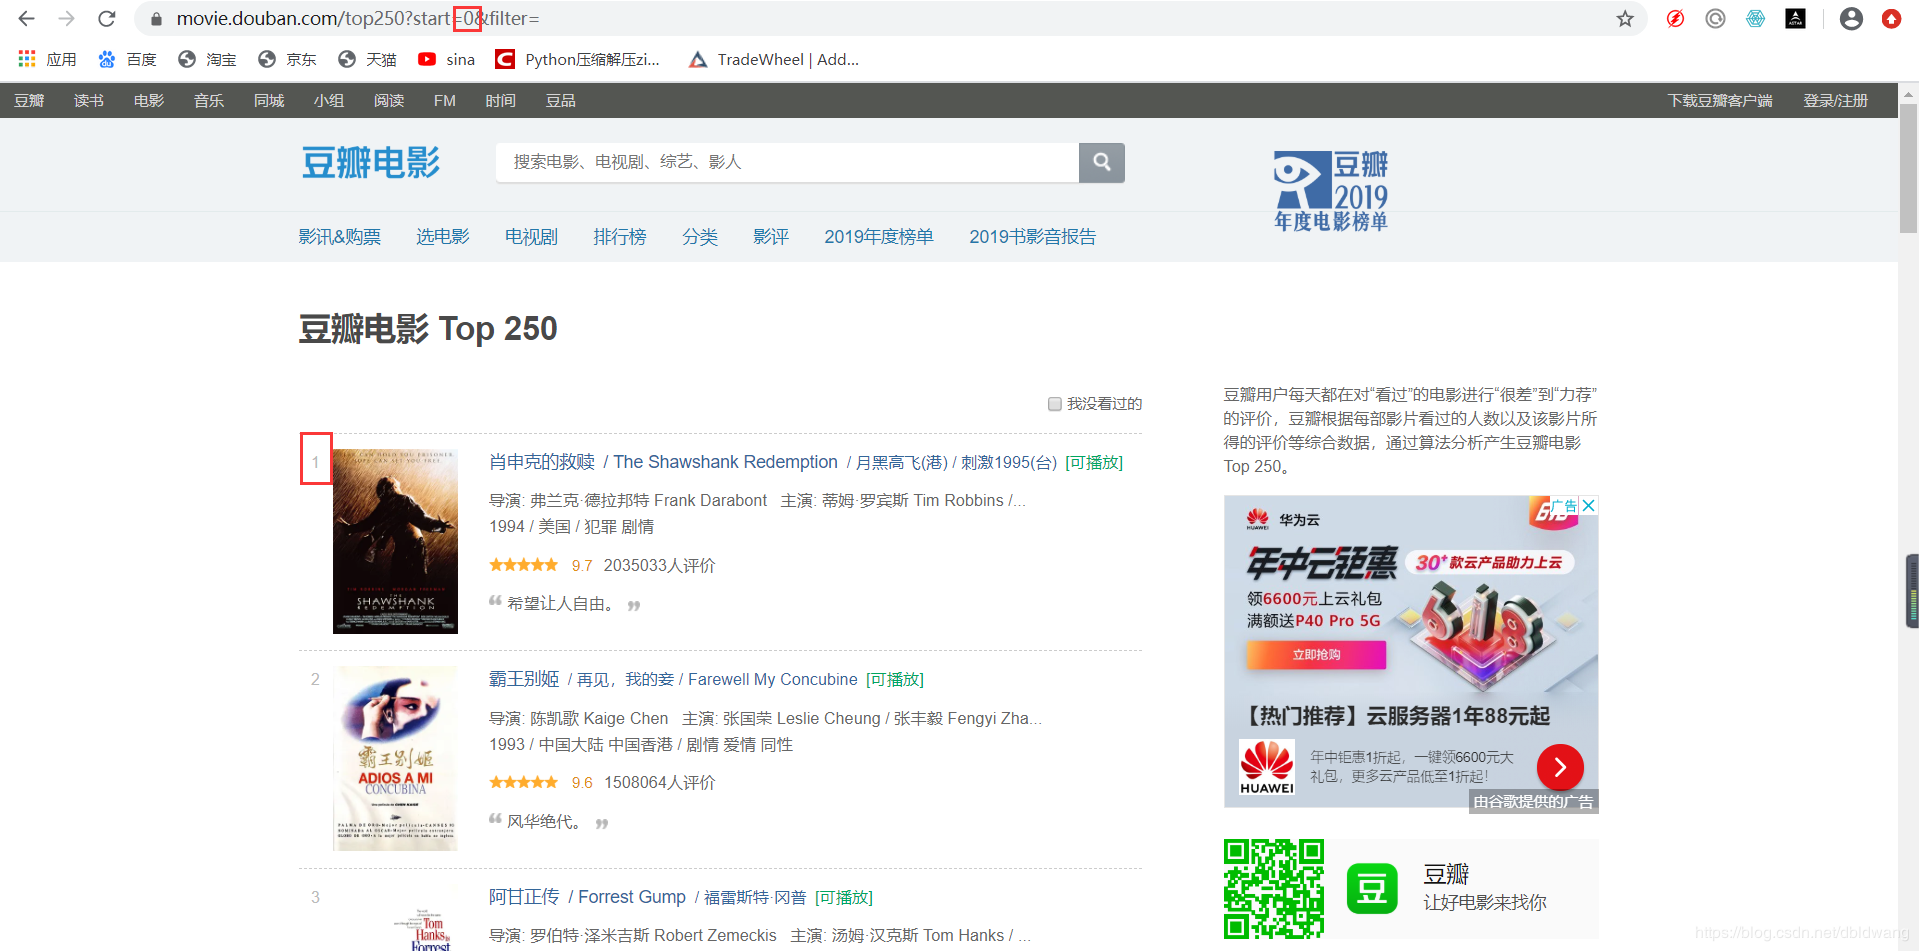 movie.douban.com/top250?start=0&filter=
应用 百度 淘宝 京东 天猫 sina Python压缩解压zi... TradeWheel | Add...
豆瓣 读书 电影 音乐 同城 小组 阅读 FM 时间 豆品 下载豆瓣客户端 登录/注册
豆瓣电影
搜索电影、电视剧、综艺、影人
豆瓣
2019
年度电影榜单
影讯&购票 选电影 电视剧 排行榜 分类 影评 2019年度榜单 2019书影音报告
豆瓣电影 Top 250
我没看过的
1
肖申克的救赎 / The Shawshank Redemption / 月黑高飞(港) / 刺激1995(台) [可播放]
导演: 弗兰克·德拉邦特 Frank Darabont 主演: 蒂姆·罗宾斯 Tim Robbins /...
1994 / 美国 / 犯罪 剧情
9.7 2035033人评价
“ 希望让人自由。 ”
THE
SHAWSHANK
REDEMPTION
2
霸王别姬 / 再见，我的妾 / Farewell My Concubine [可播放]
导演: 陈凯歌 Kaige Chen 主演: 张国荣 Leslie Cheung / 张丰毅 Fengyi Zha...
1993 / 中国大陆 中国香港 / 剧情 爱情 同性
9.6 1508064人评价
“ 风华绝代。 ”
霸王别姬
ADIOS A MI
CONCUBINA
3
阿甘正传 / Forrest Gump / 福雷斯特·冈普 [可播放]
导演: 罗伯特·泽米吉斯 Robert Zemeckis 主演: 汤姆·汉克斯 Tom Hanks / ...
Tom
Hanks
Forrest
豆瓣用户每天都在对“看过”的电影进行“很差”到“力荐”
的评价，豆瓣根据每部影片看过的人数以及该影片所
得的评价等综合数据，通过算法分析产生豆瓣电影
Top 250。
广告
HUAWEI 华为云
年中云钜惠 30+款云产品助力上云
领6600元上云礼包
满额送P40 Pro 5G
立即抢购
618
【热门推荐】云服务器1年88元起
HUAWEI
年中钜惠1折起，一键领6600元大
礼包，更多云产品低至1折起！
由谷歌提供的广告
豆
豆瓣
让好电影来找你
https://blog.csdn.net/dbldwang